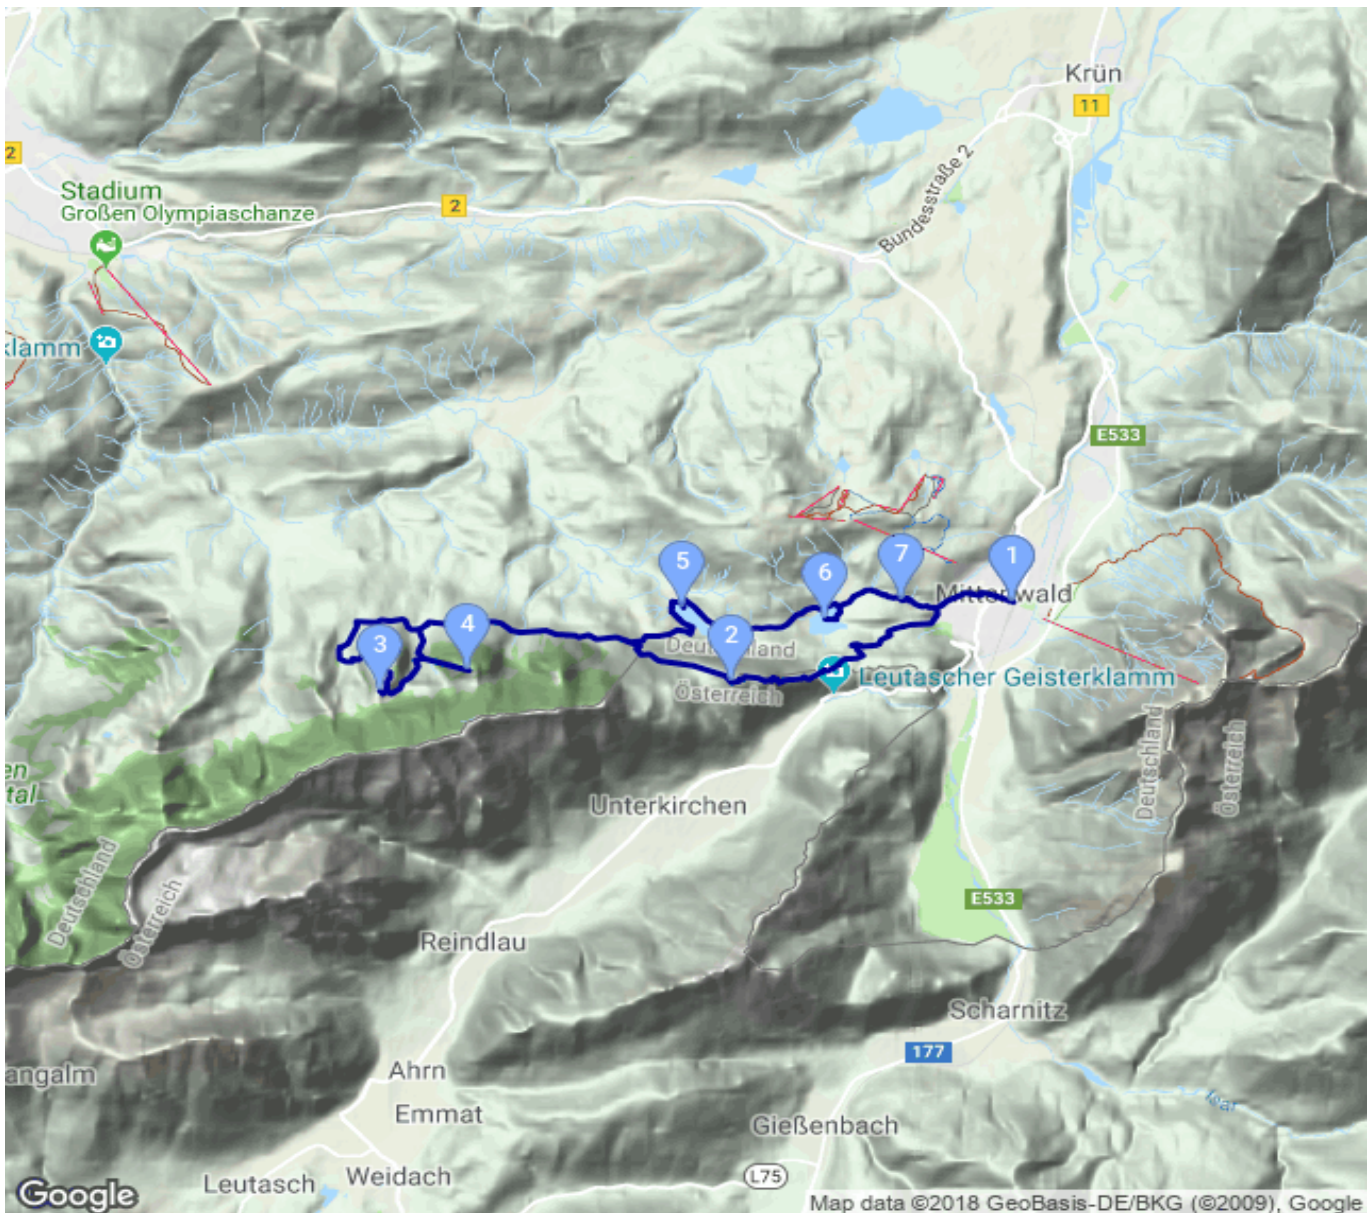 Krün
11
2
Stadium
Großen Olympiaschanze
2
Bundesstraße 2
klamm
E533
5
6
7
1
Mittenwald
4
3
2
Deutschland
Österreich
Leutascher Geisterklamm
Deutschland
Österreich
en
tal
Unterkirchen
Deutschland
Österreich
E533
Reindlau
Scharnitz
177
angalm
Ahrn
Emmat
Gießenbach
Isar
L75
Weidach
Leutasch
Google
Map data ©2018 GeoBasis-DE/BKG (©2009), Google